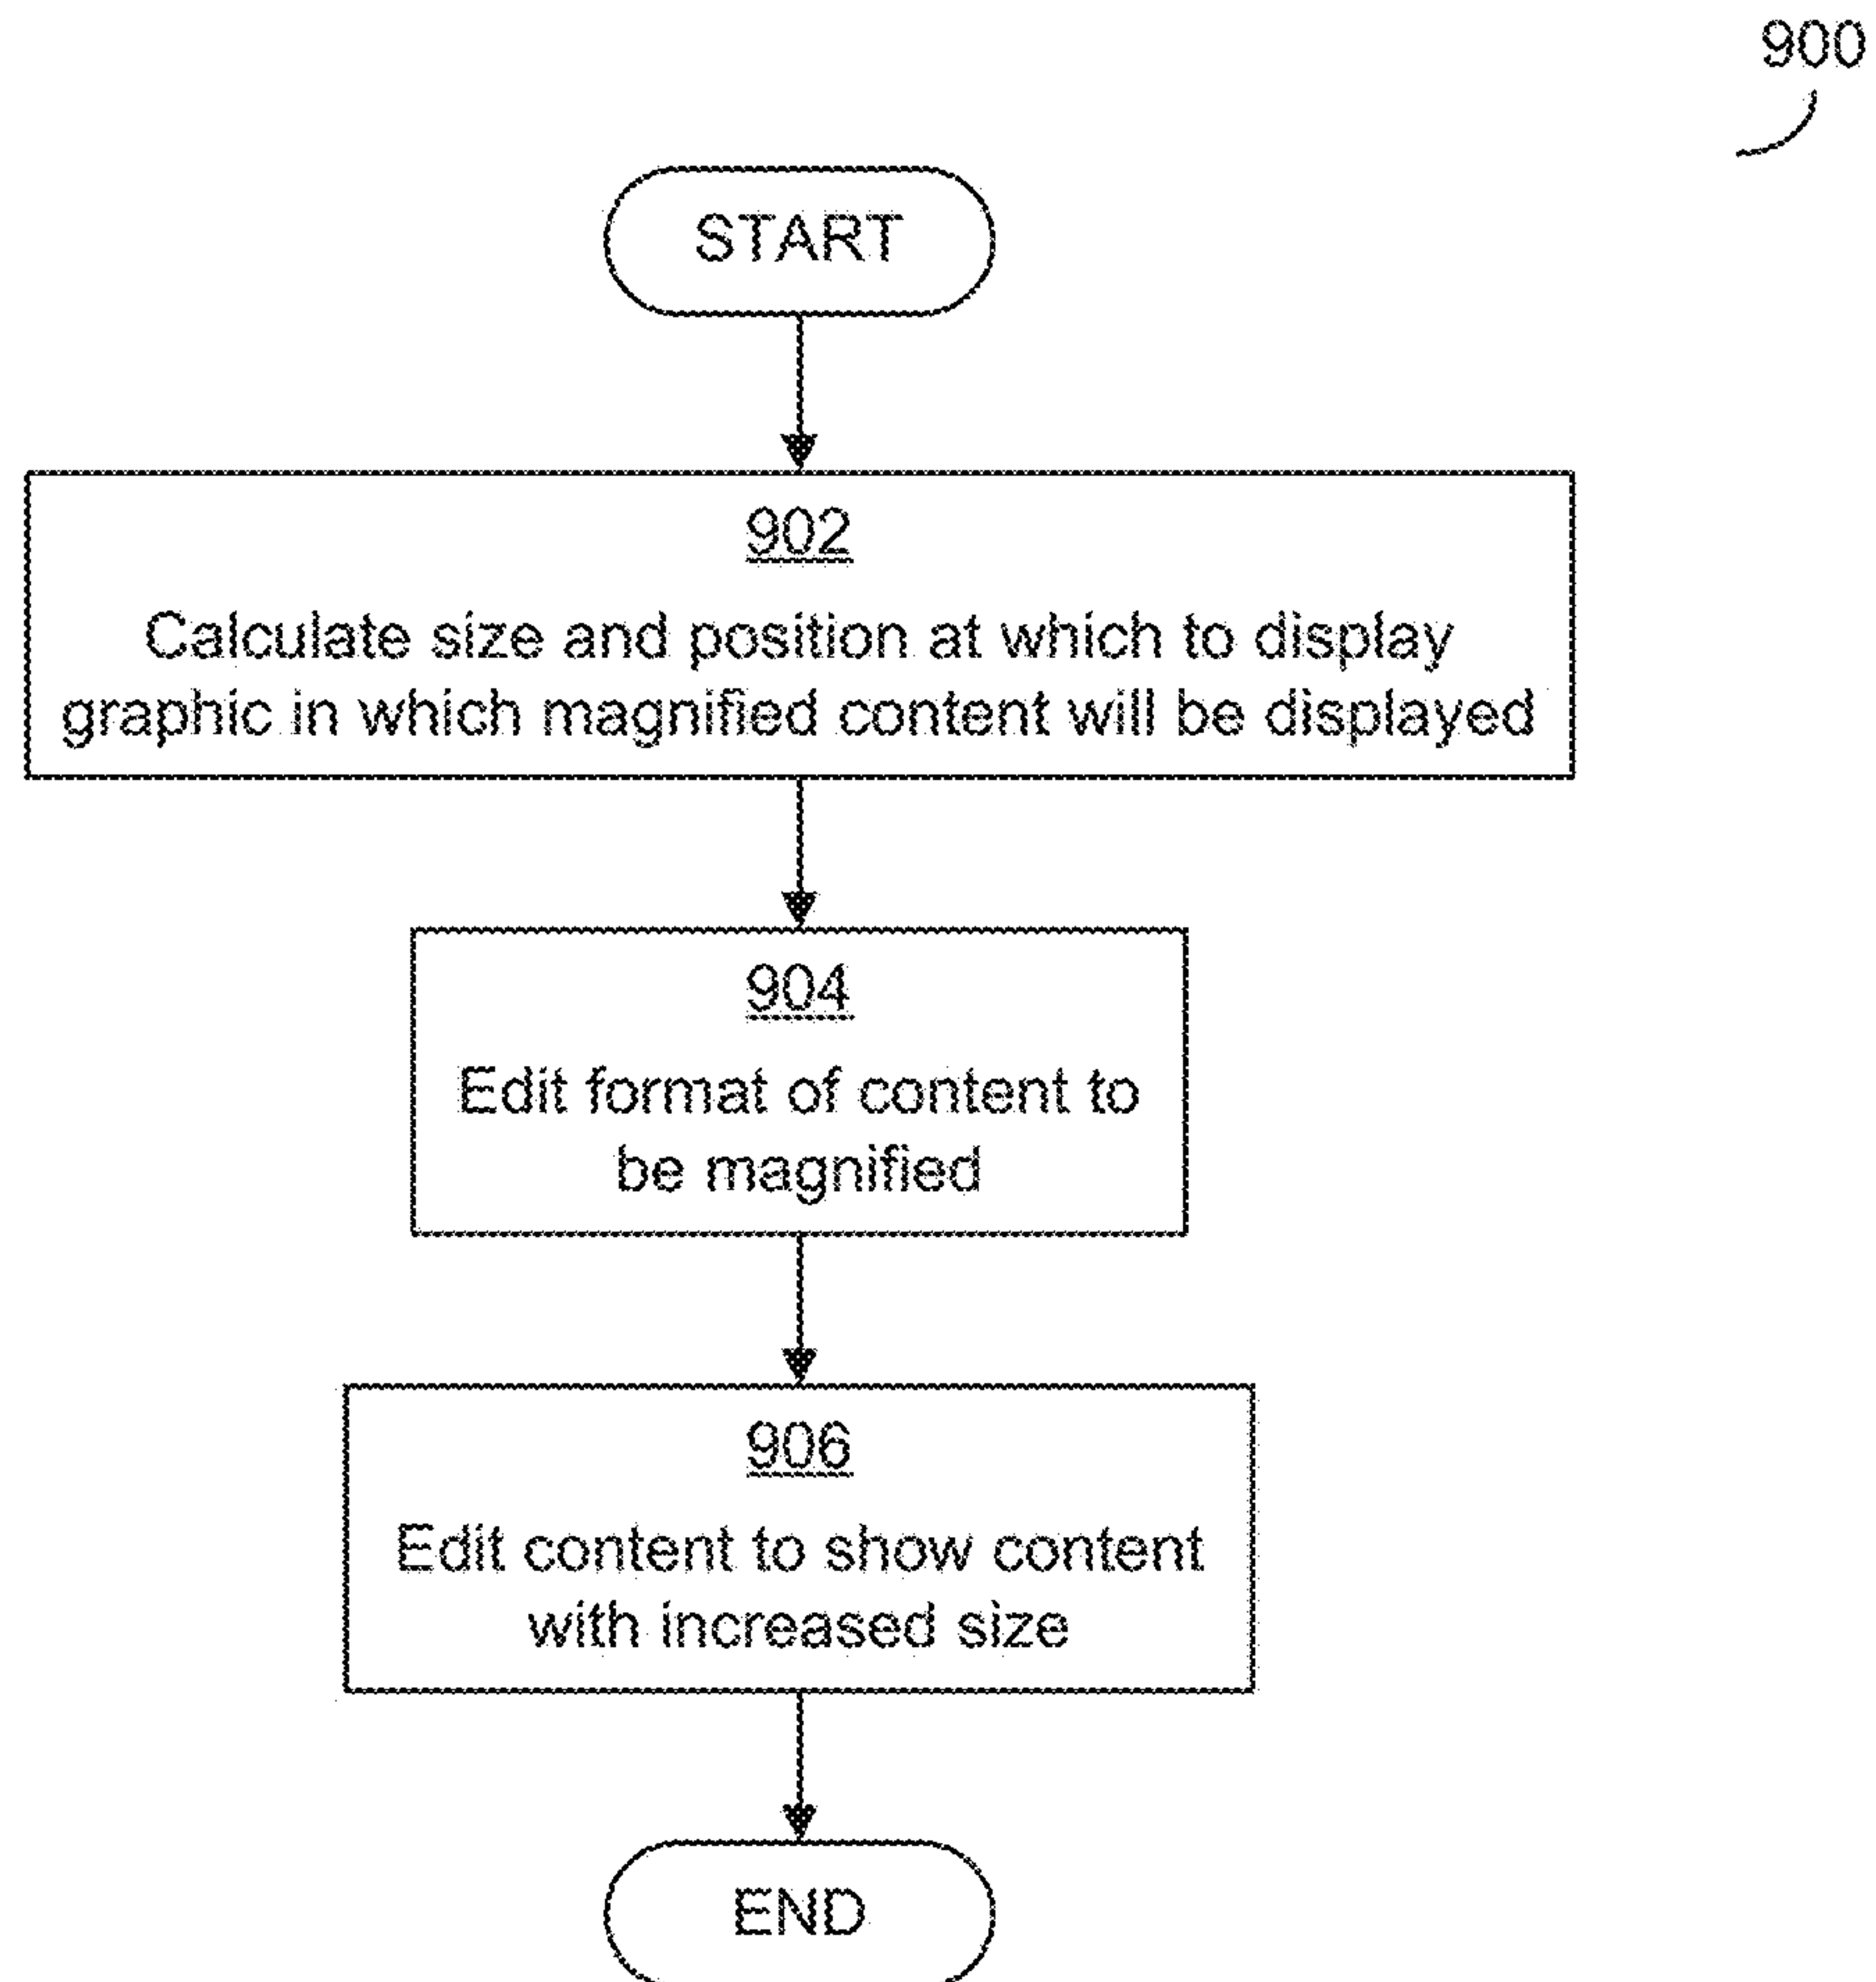 900
START
902
Calculate size and position at which to display
graphic in which magnified content will be displayed
904
Edit format of content to
be magnified
906
Edit content to show content
with increased size
END